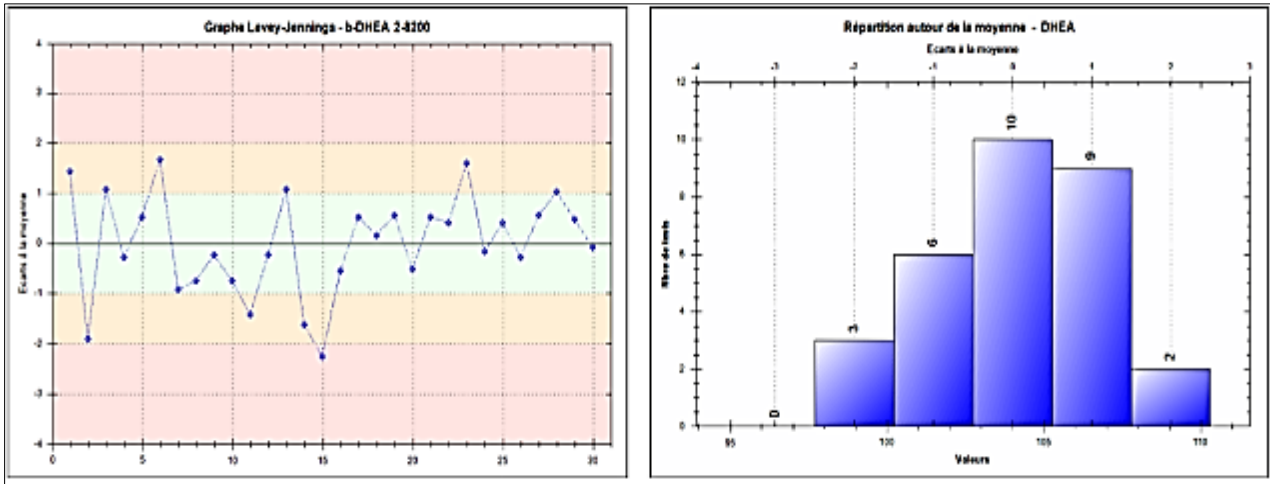 Graphe Levey-Jennings - b-DHEA 2-8200
Ecarts à la moyenne
4
3
2
1
0
-1
-2
-3
-4
0 5 10 15 20 25 30
Répartition autour de la moyenne - DHEA
Ecarts à la moyenne
-4 -3 -2 -1 0 1 2 3
12
10
8
6
4
2
0
0 3 6 10 9 2
95 100 105 110
Valeurs